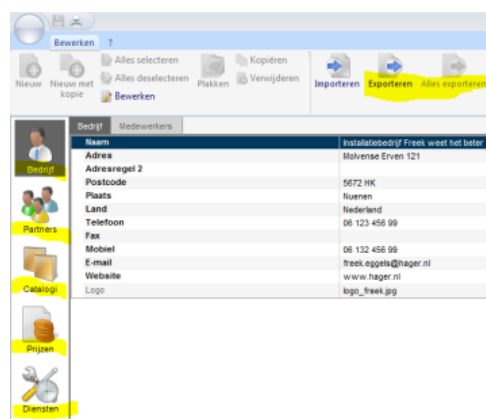 Bewerken ?
Nieuw
Nieuw met kopie
Alles selecteren
Alles deselecteren
Bewerken
Plakken
Kopiëren
Verwijderen
Importeren
Exporteren
Alles exporteren
Bedrijf Medewerkers
Bedrijf
Partners
Catalogi
Prijzen
Diensten
Naam Installatiebedrijf Freek weet het beter
Adres Molvense Erven 121
Adresregel 2
Postcode 5672 HK
Plaats Nuenen
Land Nederland
Telefoon 06 123 456 99
Fax
Mobiel 06 132 456 99
E-mail freek.eggels@hager.nl
Website www.hager.nl
Logo logo_freek.jpg